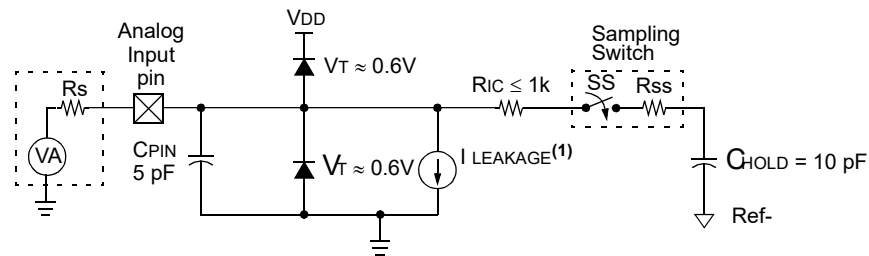 VDD
Analog
Input
pin
Sampling
Switch
VT ≈ 0.6V
RIC ≤ 1k
SS
RSS
Rs
VA
CPIN
5 pF
VT ≈ 0.6V
I LEAKAGE(1)
CHOLD = 10 pF
Ref-